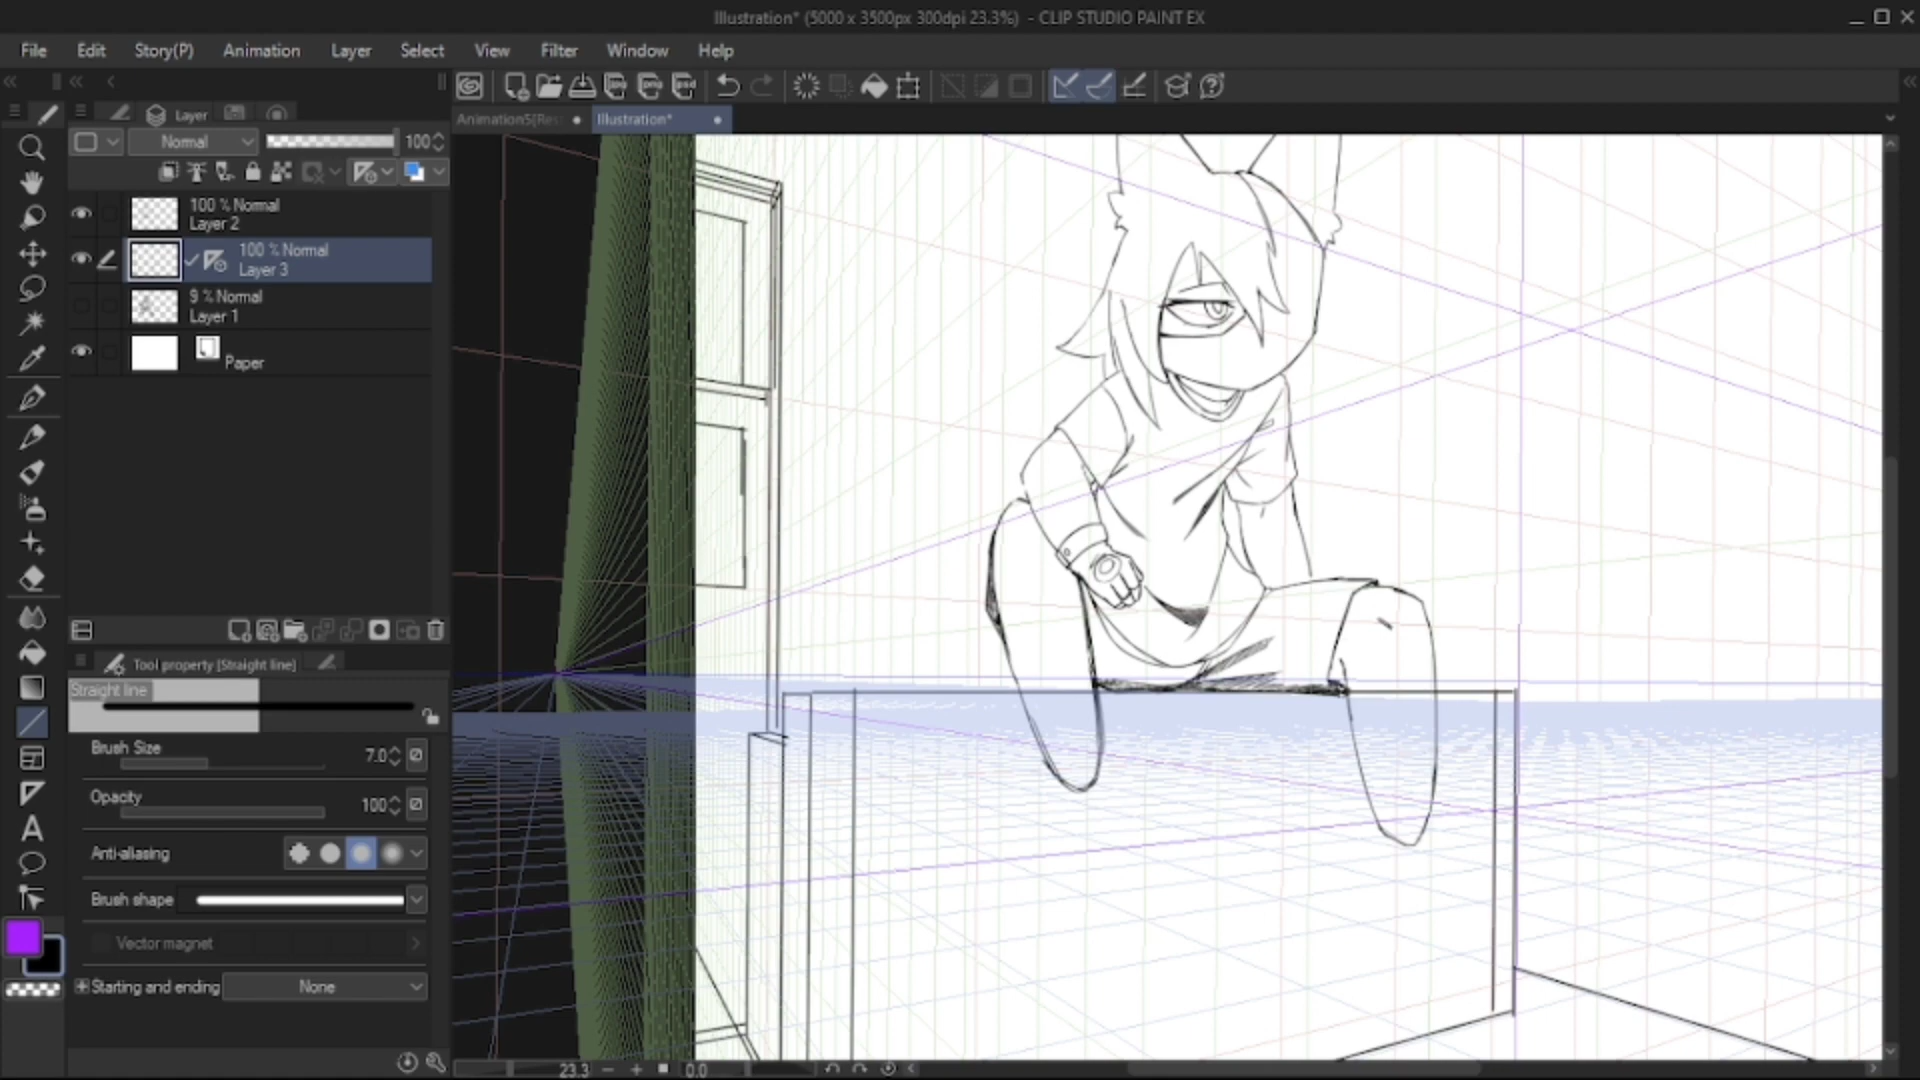 Illustration* (5000 x 3500px 300dpi 23.3%) - CLIP STUDIO PAINT EX
File Edit Story(P) Animation Layer Select View Filter Window Help
Layer
Animation5[Res Illustration*
Normal 100
100 % Normal
Layer 2
100 % Normal
Layer 3
9 % Normal
Layer 1
Paper
Tool property [Straight line]
Straight line
Brush Size 7.0
Opacity 100
Anti-aliasing
Brush shape
Vector magnet
Starting and ending None
23.3 0.0